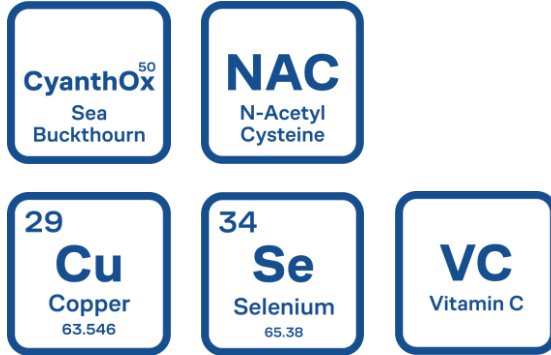 50
CyanthOx
Sea
Buckthourn
NAC
N-Acetyl
Cysteine
29
Cu
Copper
63.546
34
Se
Selenium
65.38
VC
Vitamin C